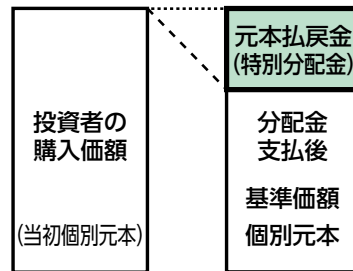 投資者の
購入価額
(当初個別元本)
元本払戻金
(特別分配金)
分配金
支払後
基準価額
個別元本